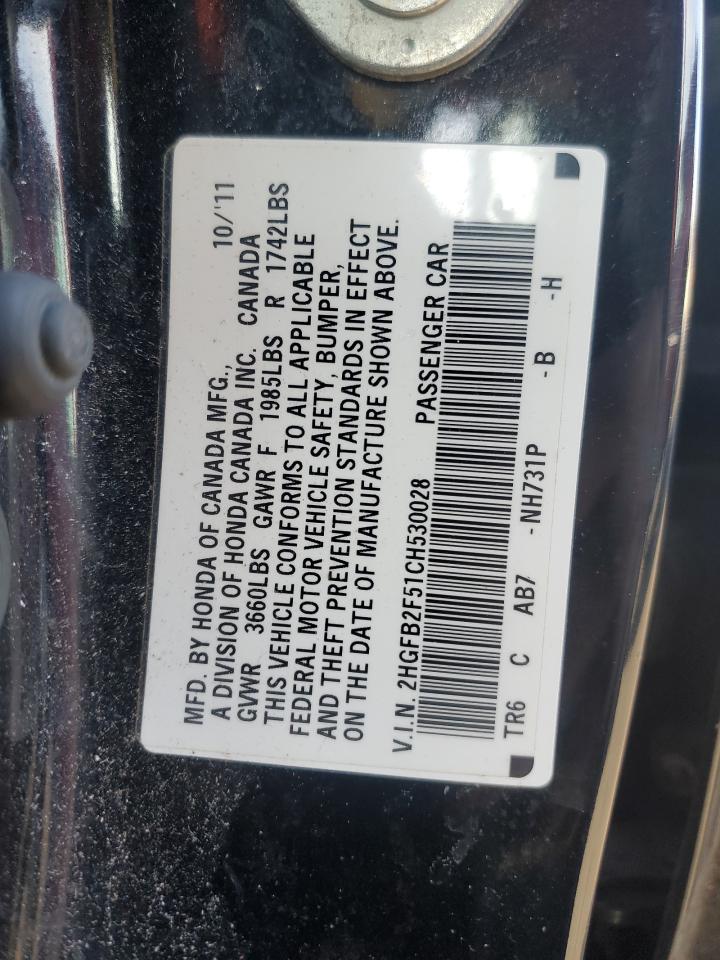 MFD. BY HONDA OF CANADA MFG., 10/'11
A DIVISION OF HONDA CANADA INC. CANADA
GVWR 3660LBS GAWR F 1985LBS R 1742LBS
THIS VEHICLE CONFORMS TO ALL APPLICABLE
FEDERAL MOTOR VEHICLE SAFETY, BUMPER,
AND THEFT PREVENTION STANDARDS IN EFFECT
ON THE DATE OF MANUFACTURE SHOWN ABOVE.
V.I.N. 2HGFB2F51CH530028 PASSENGER CAR
TR6 C AB7 -NH731P -B -H